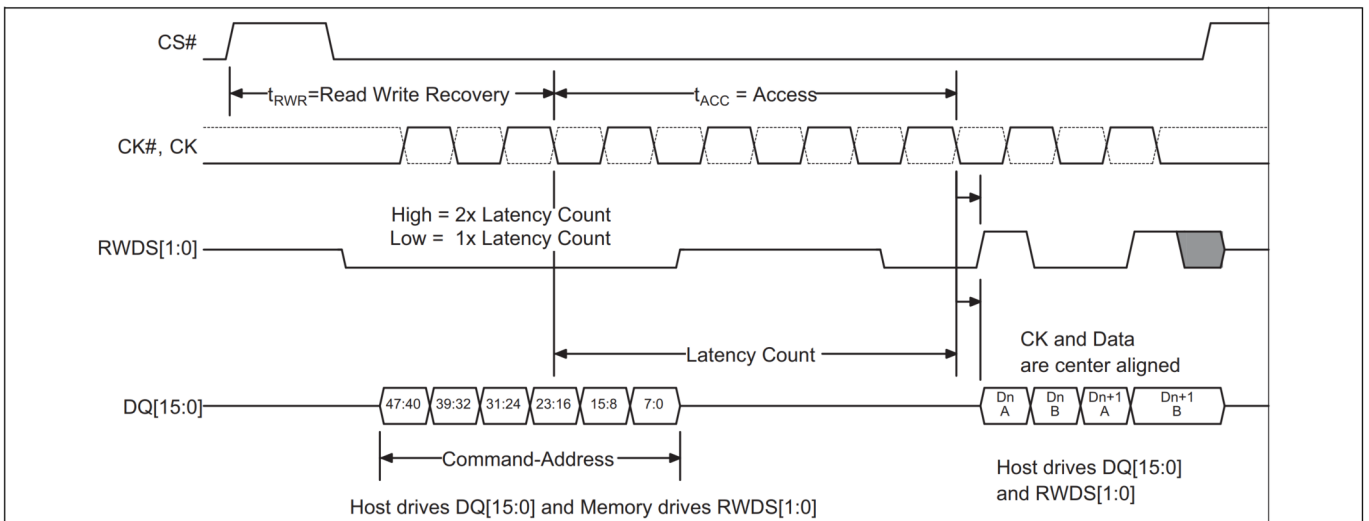 CS#
tRWR=Read Write Recovery
tACC = Access
CK#, CK
High = 2x Latency Count
Low = 1x Latency Count
RWDS[1:0]
Latency Count
CK and Data
are center aligned
DQ[15:0]
47:40 39:32 31:24 23:16 15:8 7:0
Dn A
Dn B
Dn+1 A
Dn+1 B
Command-Address
Host drives DQ[15:0]
and RWDS[1:0]
Host drives DQ[15:0] and Memory drives RWDS[1:0]